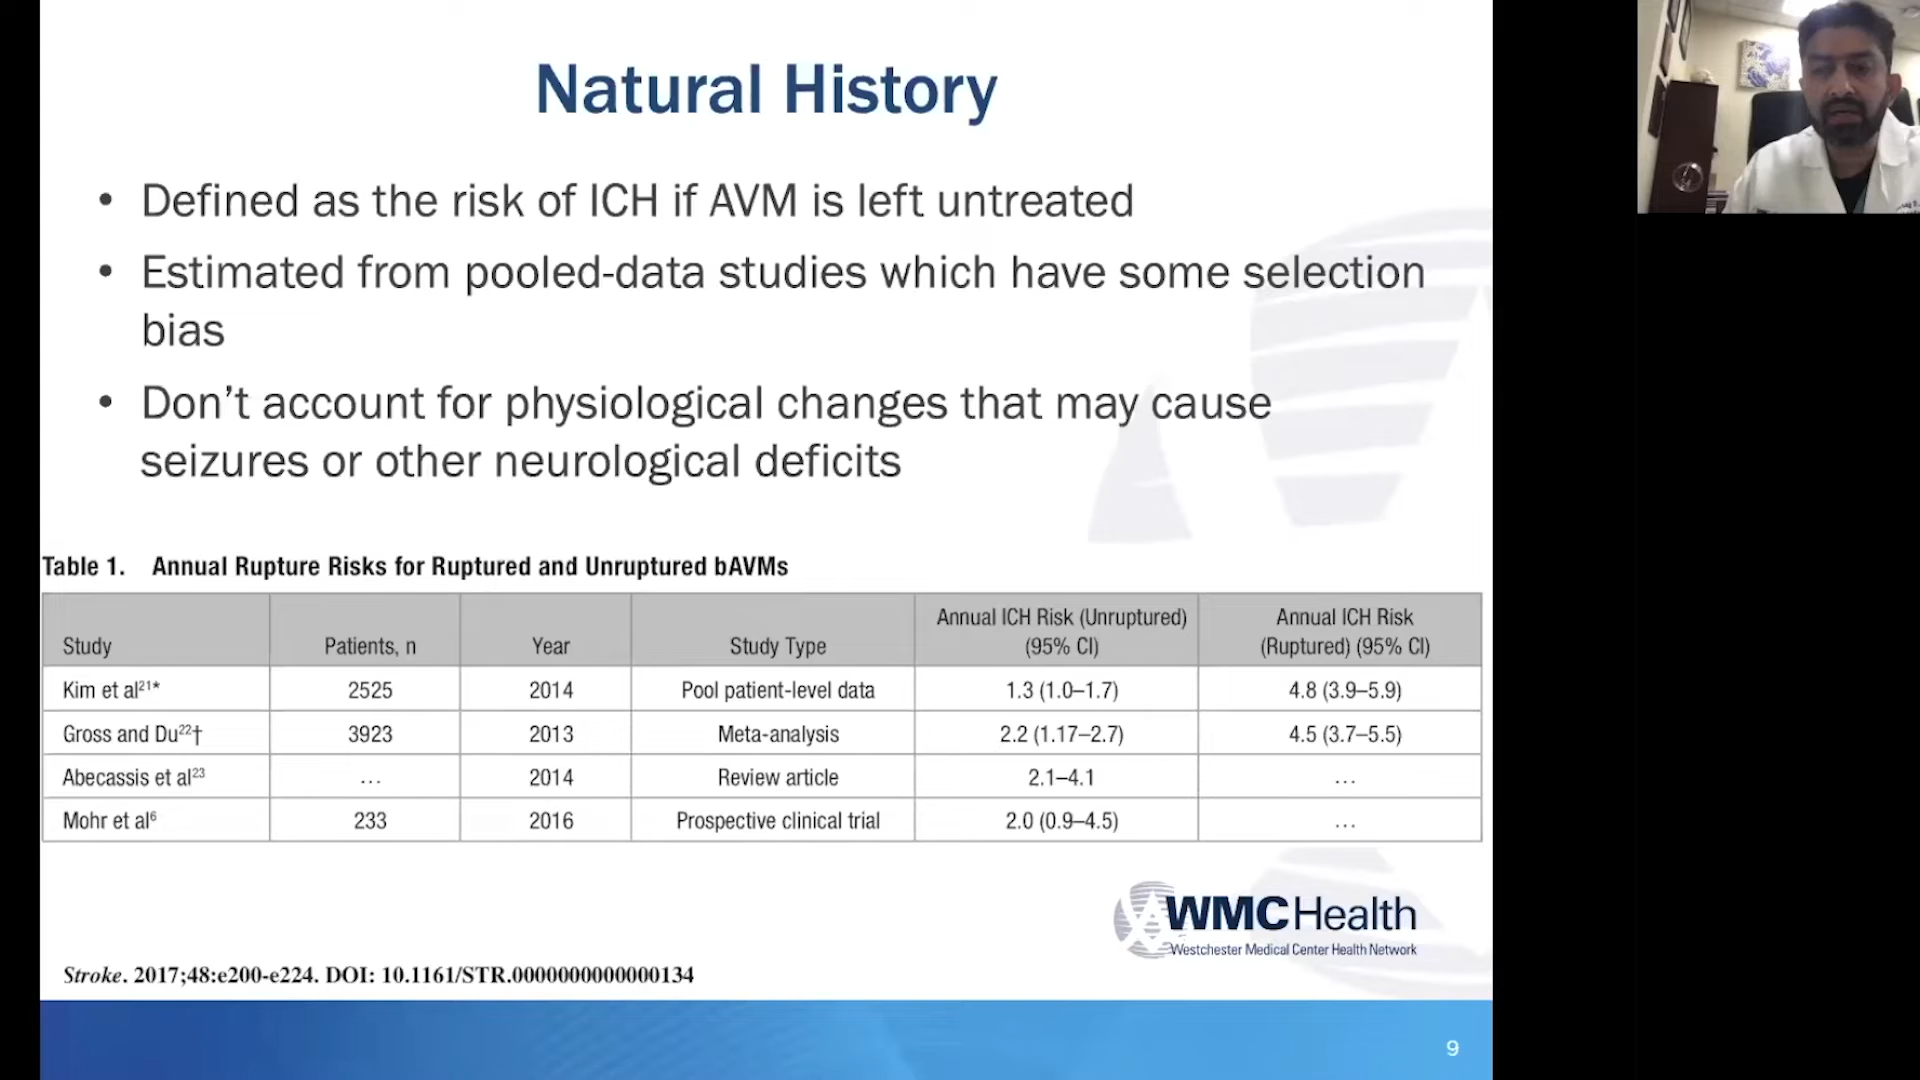 Natural History
• Defined as the risk of ICH if AVM is left untreated
• Estimated from pooled-data studies which have some selection
bias
• Don’t account for physiological changes that may cause
seizures or other neurological deficits
Table 1. Annual Rupture Risks for Ruptured and Unruptured bAVMs
Study | Patients, n | Year | Study Type | Annual ICH Risk (Unruptured) (95% CI) | Annual ICH Risk (Ruptured) (95% CI)
Kim et al21* | 2525 | 2014 | Pool patient-level data | 1.3 (1.0–1.7) | 4.8 (3.9–5.9)
Gross and Du22† | 3923 | 2013 | Meta-analysis | 2.2 (1.17–2.7) | 4.5 (3.7–5.5)
Abecassis et al23 | ... | 2014 | Review article | 2.1–4.1 | ...
Mohr et al6 | 233 | 2016 | Prospective clinical trial | 2.0 (0.9–4.5) | ...
WMCHealth
Westchester Medical Center Health Network
Stroke. 2017;48:e200-e224. DOI: 10.1161/STR.0000000000000134
9